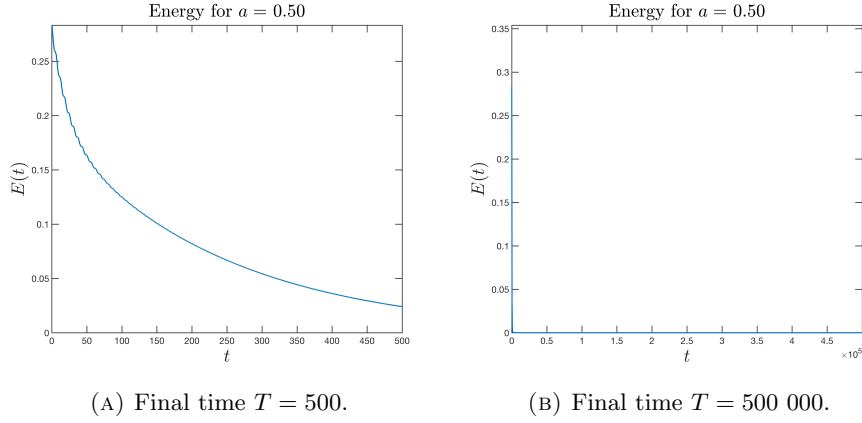 Energy for a = 0.50
E(t)
0.25
0.2
0.15
0.1
0.05
0
0 50 100 150 200 250 300 350 400 450 500
t
(A) Final time T = 500.
Energy for a = 0.50
E(t)
0.35
0.3
0.25
0.2
0.15
0.1
0.05
0
0 0.5 1 1.5 2 2.5 3 3.5 4 4.5
×10⁵
t
(B) Final time T = 500 000.